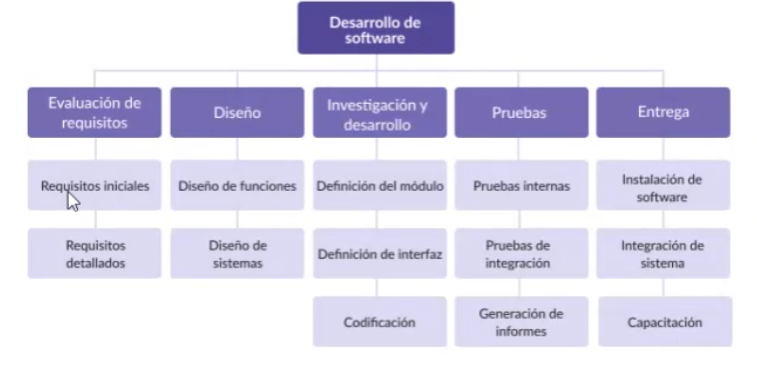 Desarrollo de
software
Evaluación de
requisitos
Diseño
Investigación y
desarrollo
Pruebas
Entrega
Requisitos iniciales
Diseño de funciones
Definición del módulo
Pruebas internas
Instalación de
software
Requisitos
detallados
Diseño de
sistemas
Definición de interfaz
Pruebas de
integración
Integración de
sistema
Codificación
Generación de
informes
Capacitación